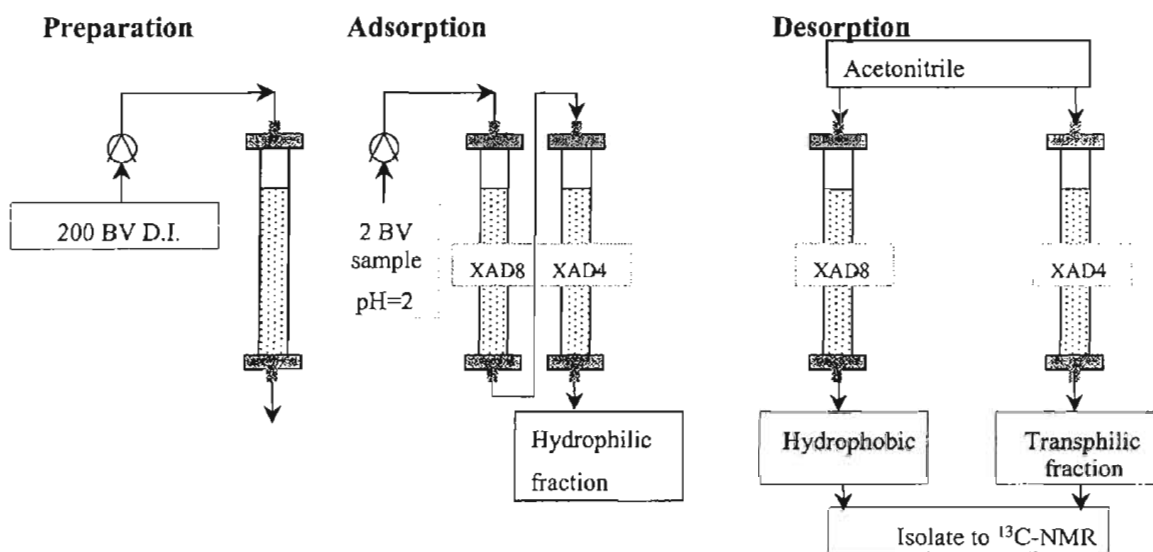 Preparation
Adsorption
Desorption
Acetonitrile
200 BV D.I.
2 BV
sample
pH=2
XAD8
XAD4
XAD8
XAD4
Hydrophilic
fraction
Hydrophobic
Transphilic
fraction
Isolate to ¹³C-NMR